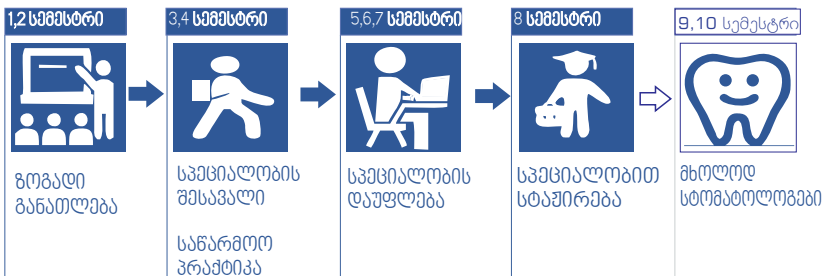 1,2 სემესტრი
3,4 სემესტრი
5,6,7 სემესტრი
8 სემესტრი
9,10 სემესტრი
ზოგადი
განათლება
სპეციალობის
შესავალი
საწარმოო
პრაქტიკა
სპეციალობის
დაუფლება
სპეციალობით
სტაჟირება
მხოლოდ
სტომატოლოგები